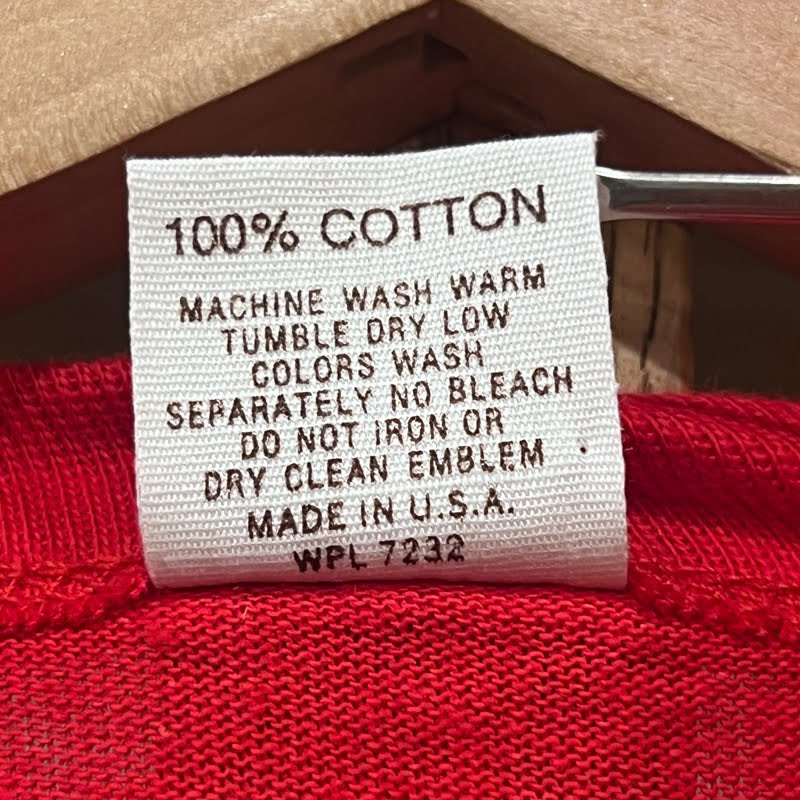 100% COTTON
MACHINE WASH WARM
TUMBLE DRY LOW
COLORS WASH
SEPARATELY NO BLEACH
DO NOT IRON OR
DRY CLEAN EMBLEM
MADE IN U.S.A.
WPL 7232